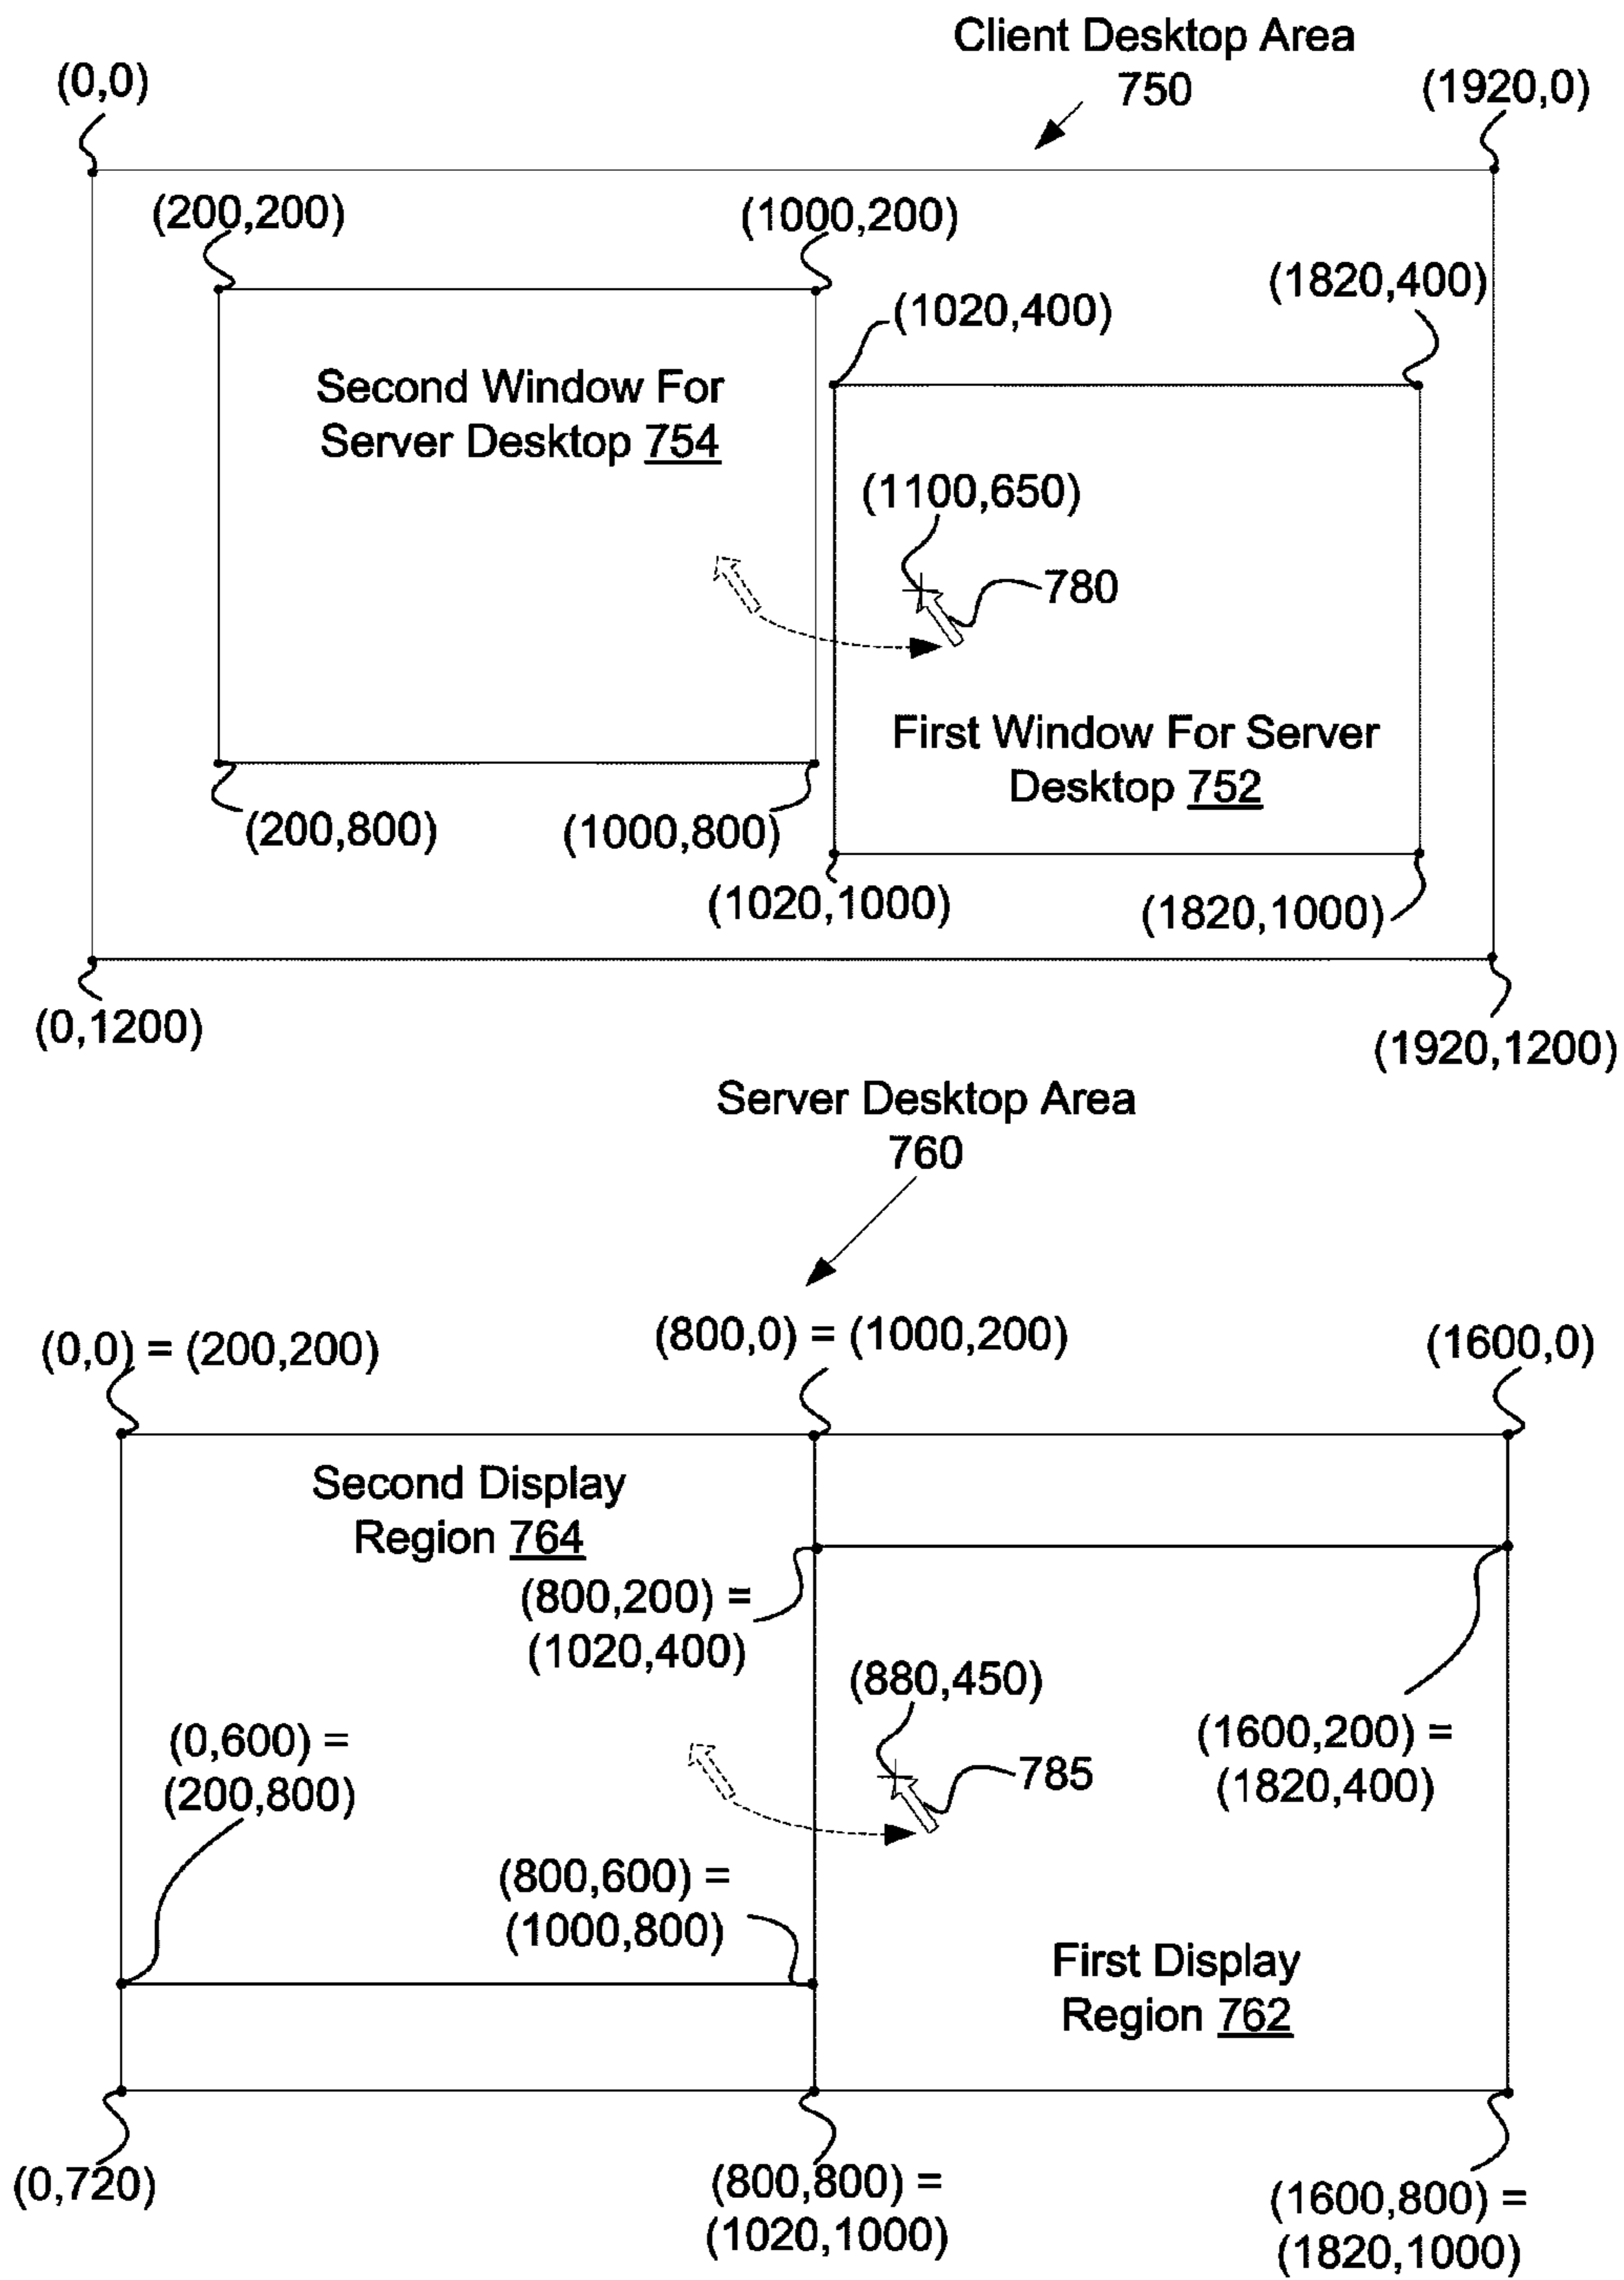 Client Desktop Area
750
(0,0)
(1920,0)
(200,200)
(1000,200)
(1820,400)
(1020,400)
Second Window For
Server Desktop 754
(1100,650)
780
First Window For Server
Desktop 752
(200,800)
(1000,800)
(1020,1000)
(1820,1000)
(0,1200)
(1920,1200)
Server Desktop Area
760
(0,0) = (200,200)
(800,0) = (1000,200)
(1600,0)
Second Display
Region 764
(800,200) =
(1020,400)
(880,450)
785
(1600,200) =
(1820,400)
(0,600) =
(200,800)
(800,600) =
(1000,800)
First Display
Region 762
(0,720)
(800,800) =
(1020,1000)
(1600,800) =
(1820,1000)